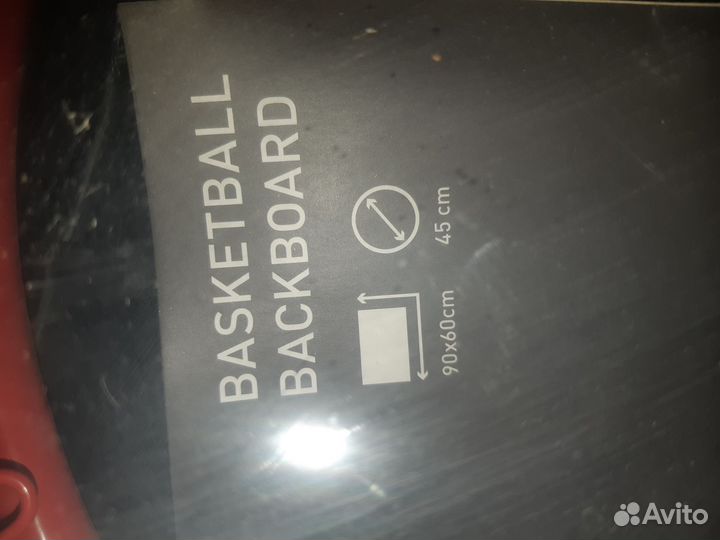 BASKETBALL
BACKBOARD
45 cm
90x60cm
Avito